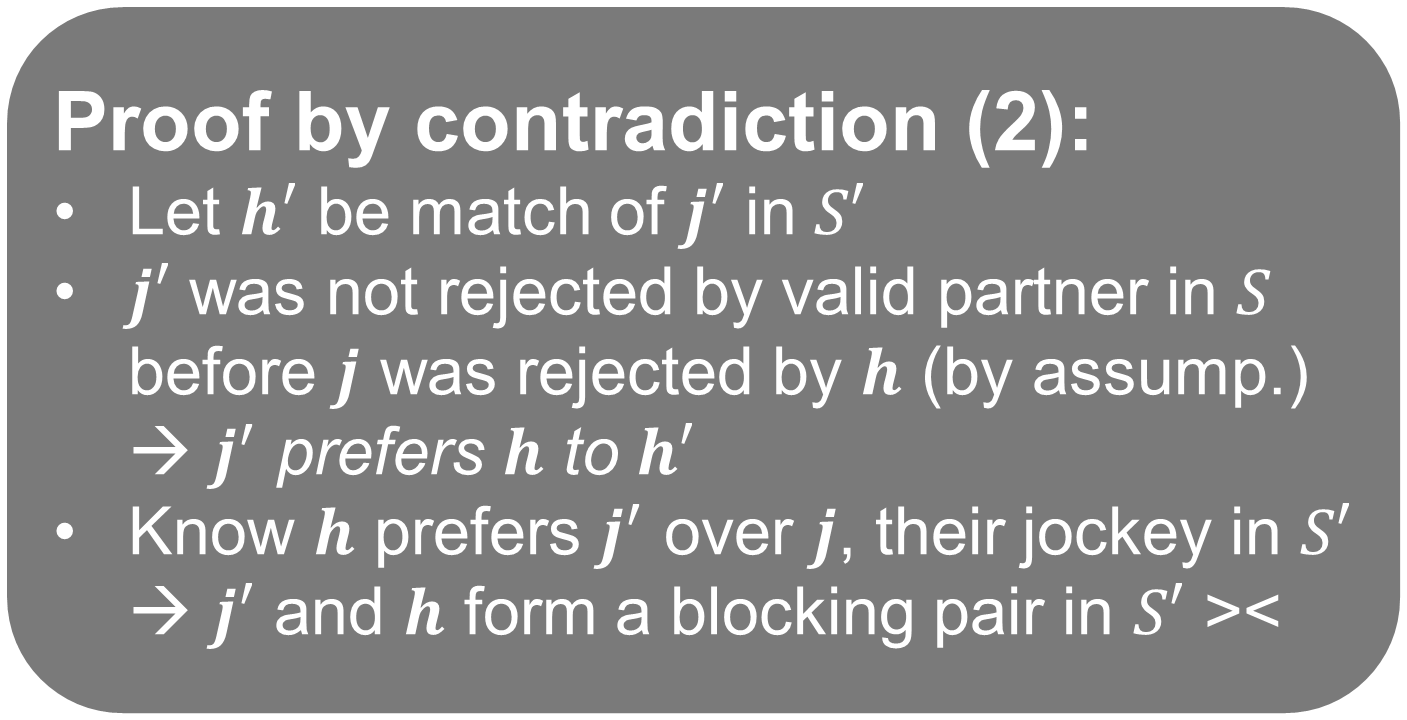 Proof by contradiction (2):
• Let h′ be match of j′ in S′
• j′ was not rejected by valid partner in S
before j was rejected by h (by assump.)
→ j′ prefers h to h′
• Know h prefers j′ over j, their jockey in S′
→ j′ and h form a blocking pair in S′ ><